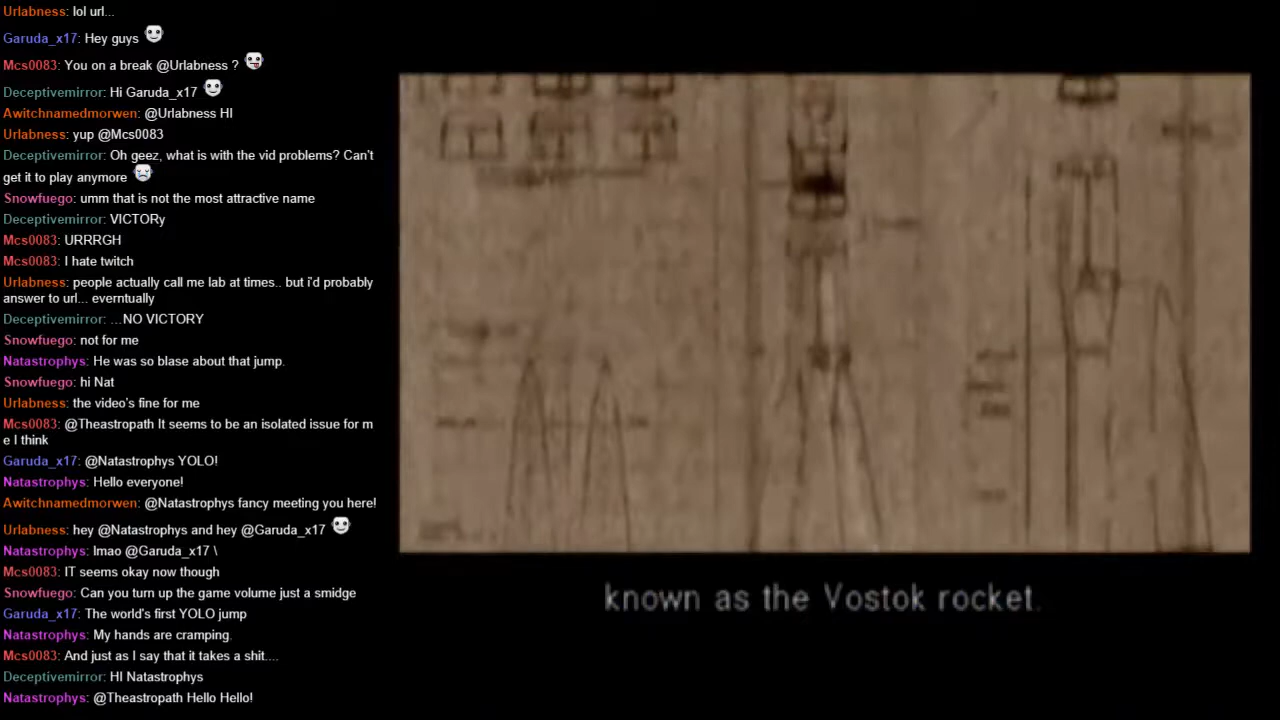 Urlabness: lol url...
Garuda_x17: Hey guys
Mcs0083: You on a break @Urlabness ?
Deceptivemirror: Hi Garuda_x17
Awitchnamedmorwen: @Urlabness HI
Urlabness: yup @Mcs0083
Deceptivemirror: Oh geez, what is with the vid problems? Can't
get it to play anymore
Snowfuego: umm that is not the most attractive name
Deceptivemirror: VICTORy
Mcs0083: URRRGH
Mcs0083: I hate twitch
Urlabness: people actually call me lab at times.. but i'd probably
answer to url... everntually
Deceptivemirror: ...NO VICTORY
Snowfuego: not for me
Natastrophys: He was so blase about that jump.
Snowfuego: hi Nat
Urlabness: the video's fine for me
Mcs0083: @Theastropath It seems to be an isolated issue for m
e I think
Garuda_x17: @Natastrophys YOLO!
Natastrophys: Hello everyone!
Awitchnamedmorwen: @Natastrophys fancy meeting you here!
Urlabness: hey @Natastrophys and hey @Garuda_x17
Natastrophys: lmao @Garuda_x17 \
Mcs0083: IT seems okay now though
Snowfuego: Can you turn up the game volume just a smidge
Garuda_x17: The world's first YOLO jump
Natastrophys: My hands are cramping.
Mcs0083: And just as I say that it takes a shit....
Deceptivemirror: HI Natastrophys
Natastrophys: @Theastropath Hello Hello!
known as the Vostok rocket.